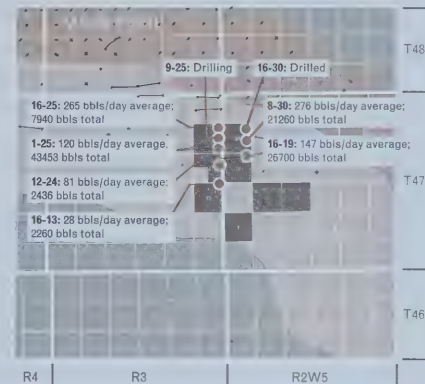 T48
9-25: Drilling
16-30: Drilled
16-25: 265 bbls/day average;
7940 bbls total
8-30: 276 bbls/day average;
21260 bbls total
1-25: 120 bbls/day average.
43453 bbls total
16-19: 147 bbls/day average;
26700 bbls total
12-24: 81 bbls/day average;
2436 bbls total
T47
16-13: 28 bbls/day average;
2260 bbls total
T46
R4
R3
R2W5